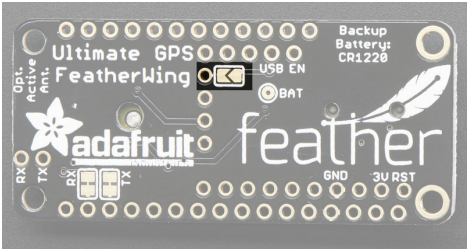 Ultimate GPS
FeatherWing
Backup
Battery:
CR1220
USB EN
BAT
Opt.
Active
Ant.
adafruit
feather
RX
TX
RX
TX
GND
3V
RST